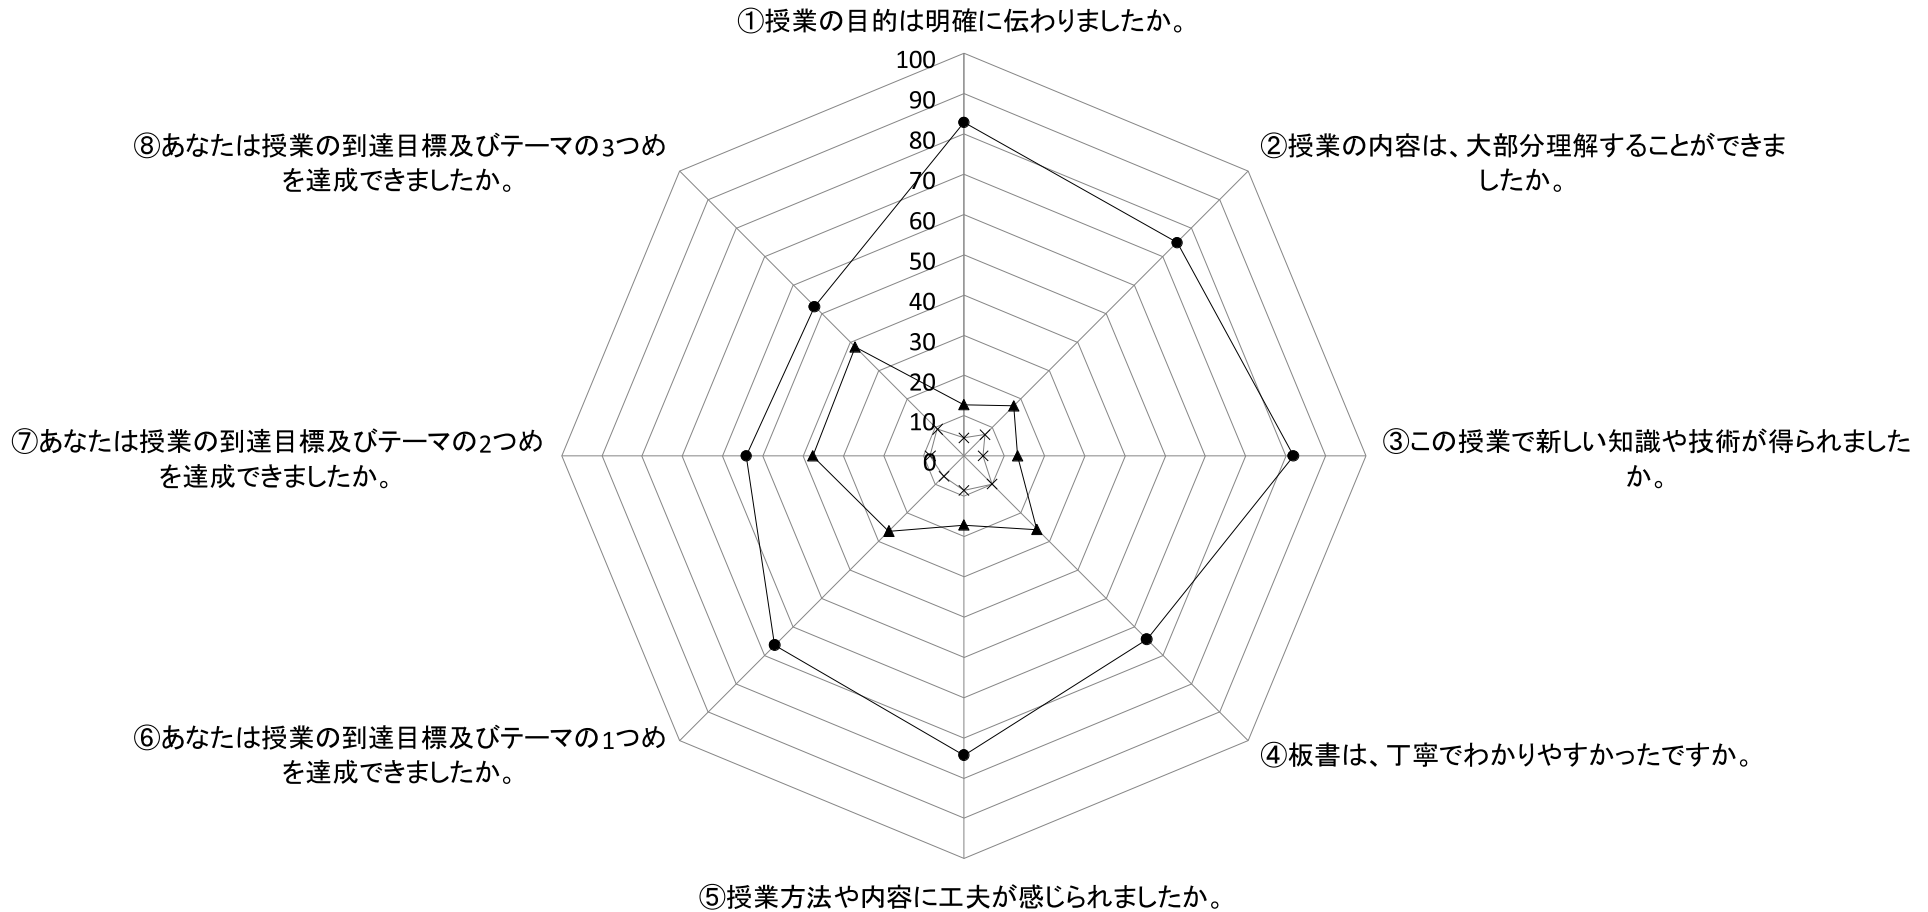 ①授業の目的は明確に伝わりましたか。
100
90
80
70
60
50
40
30
20
10
0
②授業の内容は、大部分理解することができま
したか。
③この授業で新しい知識や技術が得られました
か。
④板書は、丁寧でわかりやすかったですか。
⑤授業方法や内容に工夫が感じられましたか。
⑥あなたは授業の到達目標及びテーマの1つめ
を達成できましたか。
⑦あなたは授業の到達目標及びテーマの2つめ
を達成できましたか。
⑧あなたは授業の到達目標及びテーマの3つめ
を達成できましたか。